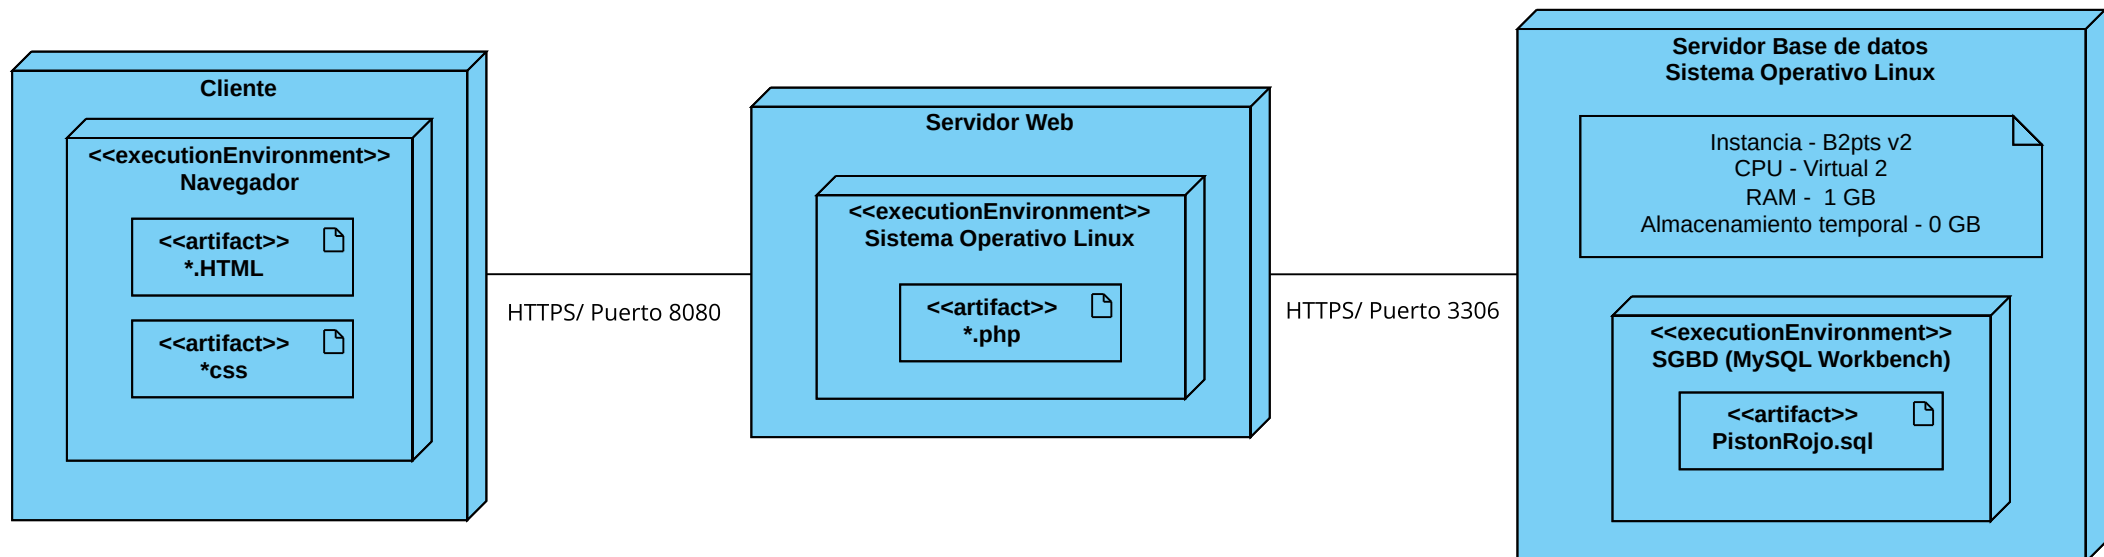 Cliente
<<executionEnvironment>>
Navegador
<<artifact>>
*.HTML
<<artifact>>
*css
HTTPS/ Puerto 8080
Servidor Web
<<executionEnvironment>>
Sistema Operativo Linux
<<artifact>>
*.php
HTTPS/ Puerto 3306
Servidor Base de datos
Sistema Operativo Linux
Instancia - B2pts v2
CPU - Virtual 2
RAM -  1 GB
Almacenamiento temporal - 0 GB
<<executionEnvironment>>
SGBD (MySQL Workbench)
<<artifact>>
PistonRojo.sql